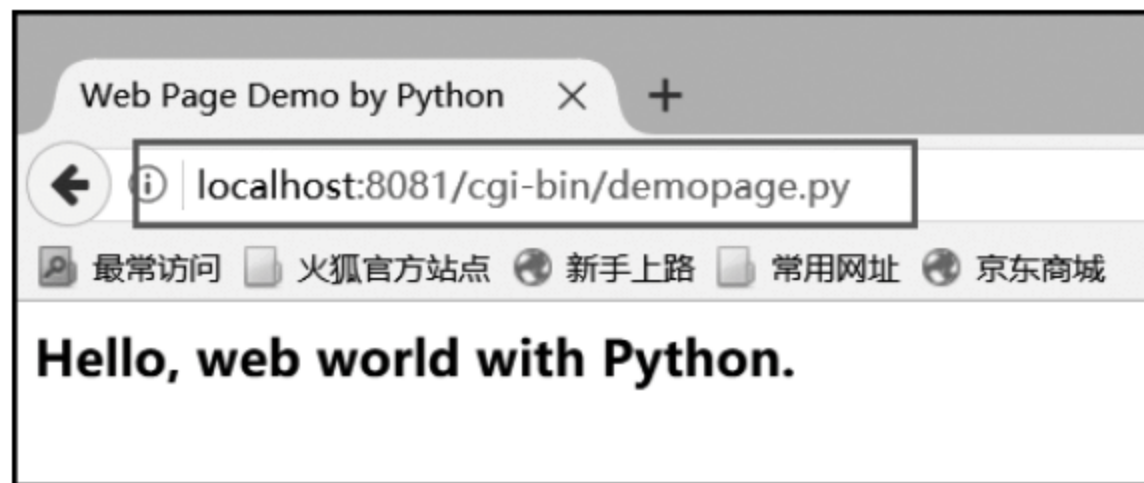 Web Page Demo by Python
localhost:8081/cgi-bin/demopage.py
最常访问 火狐官方站点 新手上路 常用网址 京东商城
Hello, web world with Python.